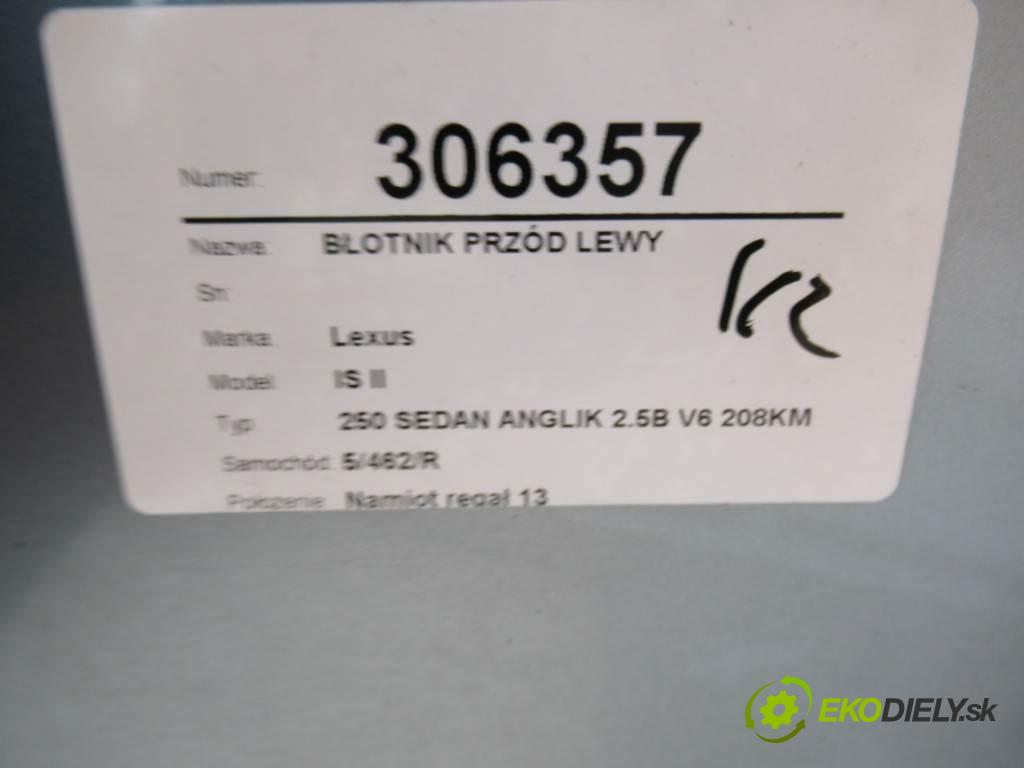 Numer: 306357
Nazwa: BŁOTNIK PRZÓD LEWY
Sn:
Marka: Lexus
Model: IS II
Typ: 250 SEDAN ANGLIK 2.5B V6 208KM
Samochód: 5/462/R
Położenie: Namiot regał 13
EKODIELY.sk